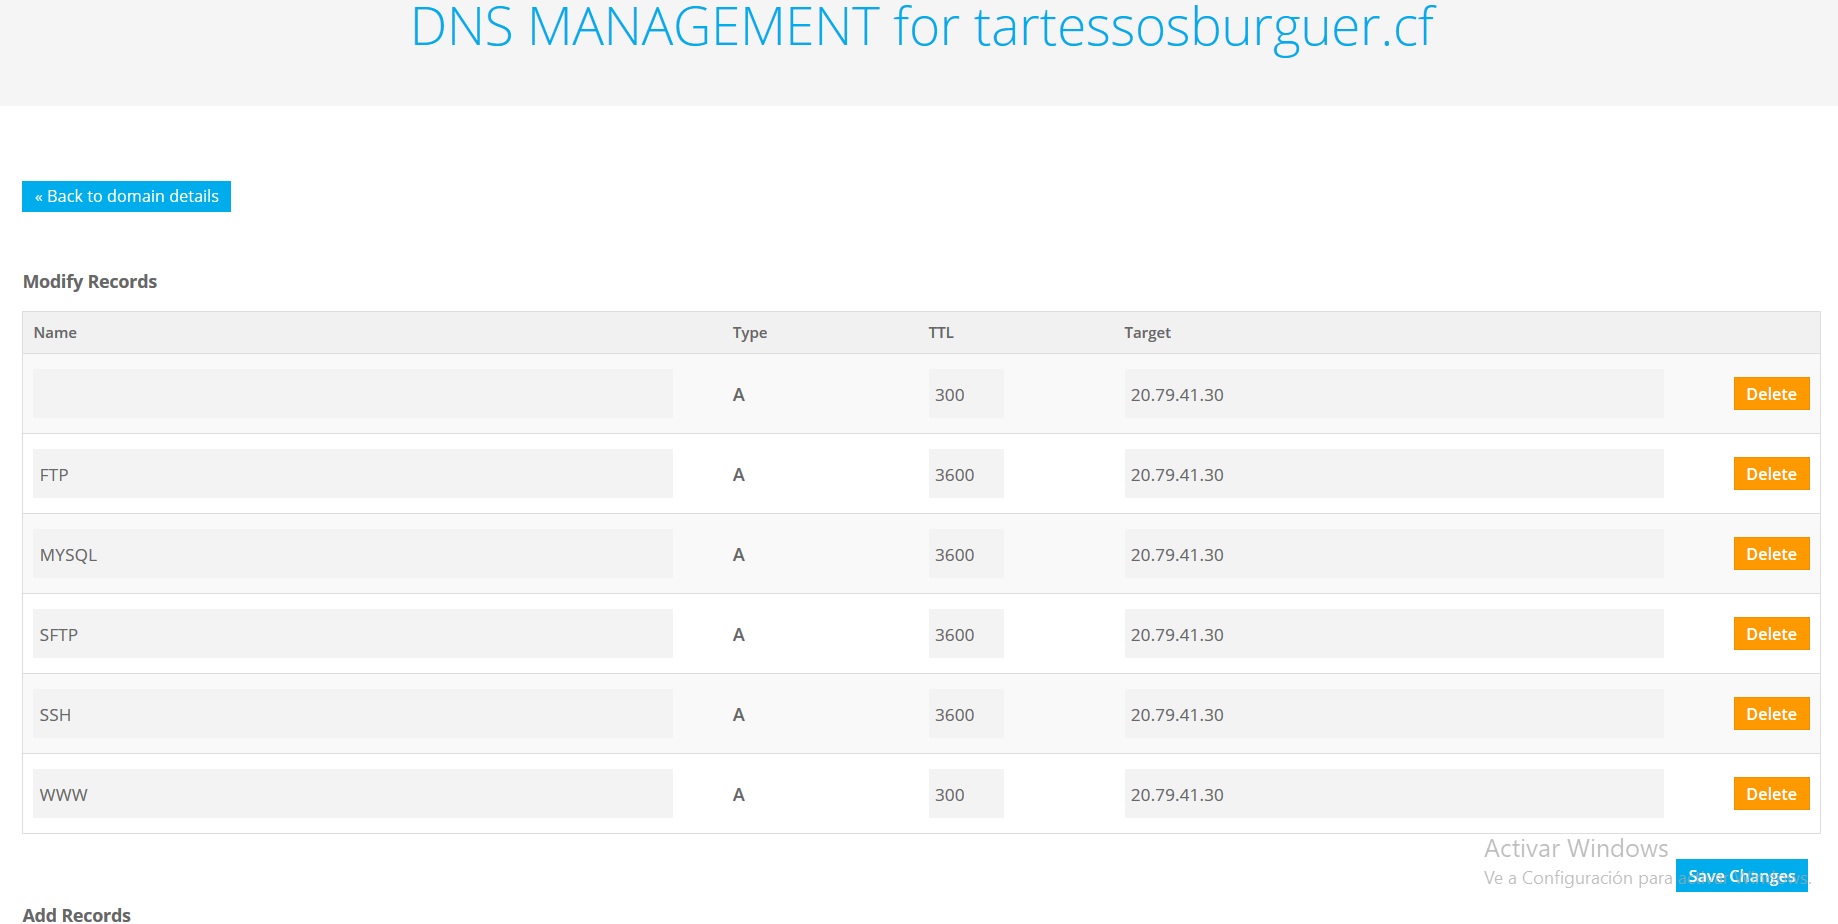 DNS MANAGEMENT for tartessosburguer.cf
« Back to domain details
Modify Records
Name Type TTL Target
A 300 20.79.41.30 Delete
FTP A 3600 20.79.41.30 Delete
MYSQL A 3600 20.79.41.30 Delete
SFTP A 3600 20.79.41.30 Delete
SSH A 3600 20.79.41.30 Delete
WWW A 300 20.79.41.30 Delete
Activar Windows
Ve a Configuración para activar Windows.
Save Changes
Add Records